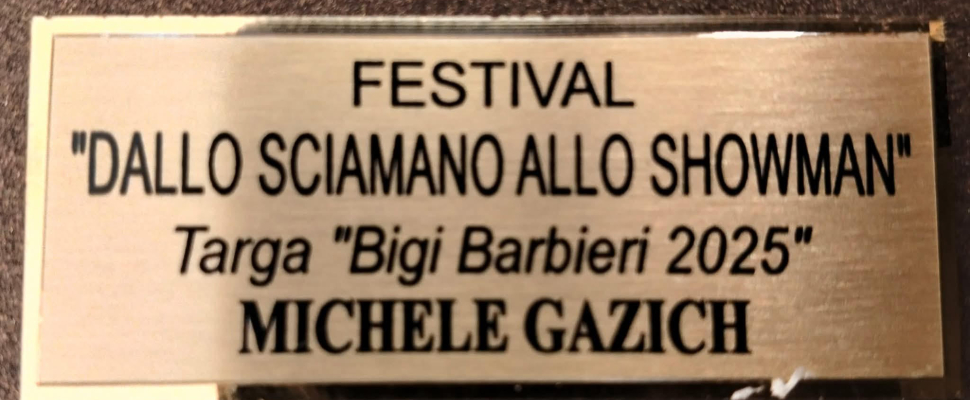 FESTIVAL
"DALLO SCIAMANO ALLO SHOWMAN"
Targa "Bigi Barbieri 2025"
MICHELE GAZICH